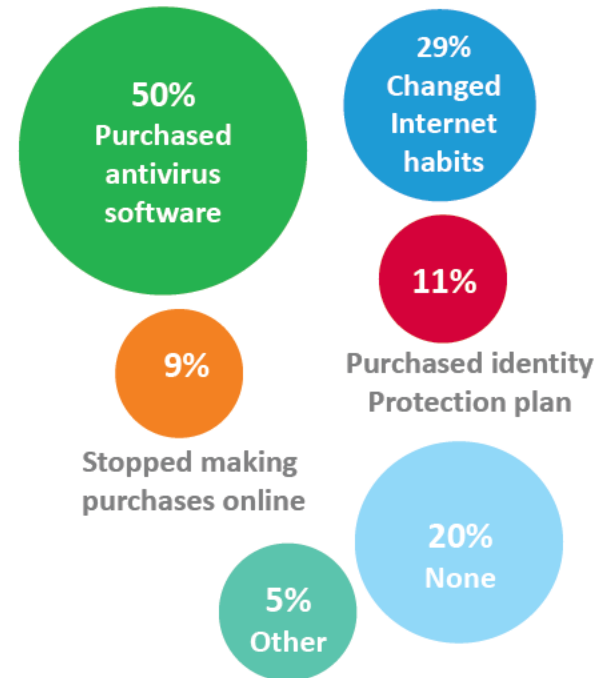 50%
Purchased
antivirus
software
29%
Changed
Internet
habits
11%
Purchased identity
Protection plan
9%
Stopped making
purchases online
20%
None
5%
Other